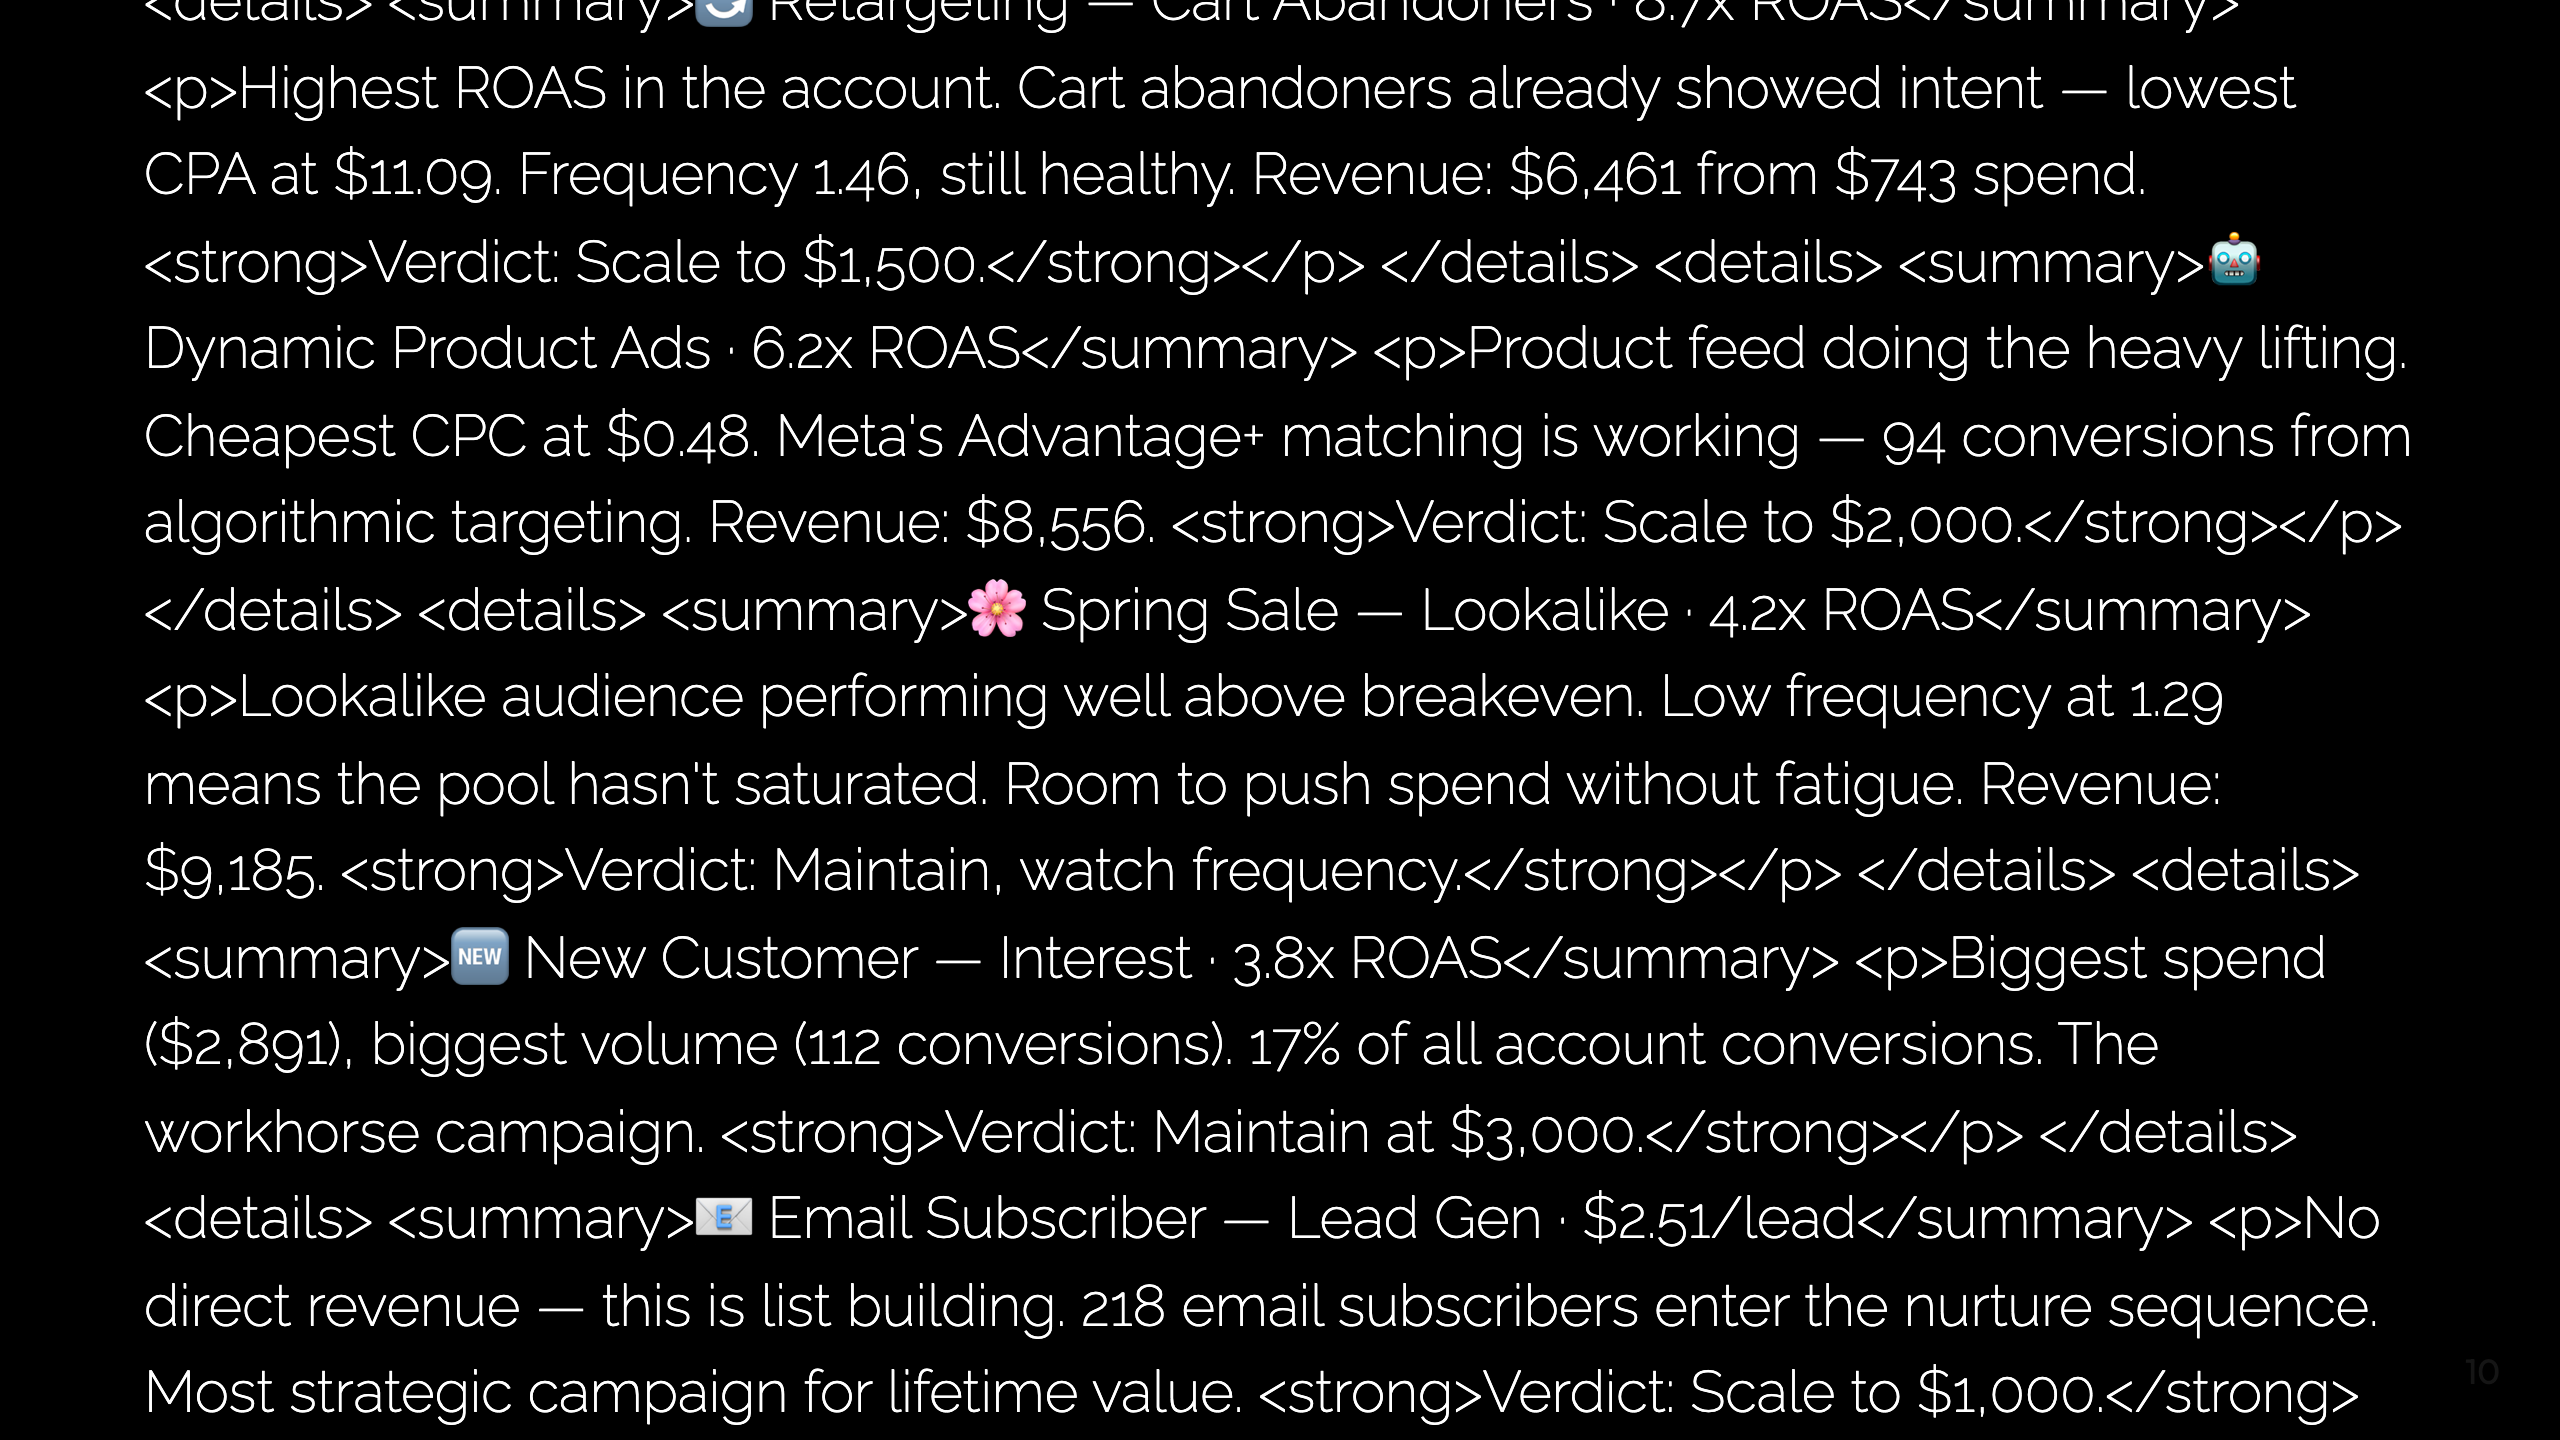 <details> <summary>🔄 Retargeting — Cart Abandoners · 8.7x ROAS</summary>
<p>Highest ROAS in the account. Cart abandoners already showed intent — lowest
CPA at $11.09. Frequency 1.46, still healthy. Revenue: $6,461 from $743 spend.
<strong>Verdict: Scale to $1,500.</strong></p> </details> <details> <summary>🤖
Dynamic Product Ads · 6.2x ROAS</summary> <p>Product feed doing the heavy lifting.
Cheapest CPC at $0.48. Meta's Advantage+ matching is working — 94 conversions from
algorithmic targeting. Revenue: $8,556. <strong>Verdict: Scale to $2,000.</strong></p>
</details> <details> <summary>🌸 Spring Sale — Lookalike · 4.2x ROAS</summary>
<p>Lookalike audience performing well above breakeven. Low frequency at 1.29
means the pool hasn't saturated. Room to push spend without fatigue. Revenue:
$9,185. <strong>Verdict: Maintain, watch frequency.</strong></p> </details> <details>
<summary>🆕 New Customer — Interest · 3.8x ROAS</summary> <p>Biggest spend
($2,891), biggest volume (112 conversions). 17% of all account conversions. The
workhorse campaign. <strong>Verdict: Maintain at $3,000.</strong></p> </details>
<details> <summary>📧 Email Subscriber — Lead Gen · $2.51/lead</summary> <p>No
direct revenue — this is list building. 218 email subscribers enter the nurture sequence.
Most strategic campaign for lifetime value. <strong>Verdict: Scale to $1,000.</strong>
10